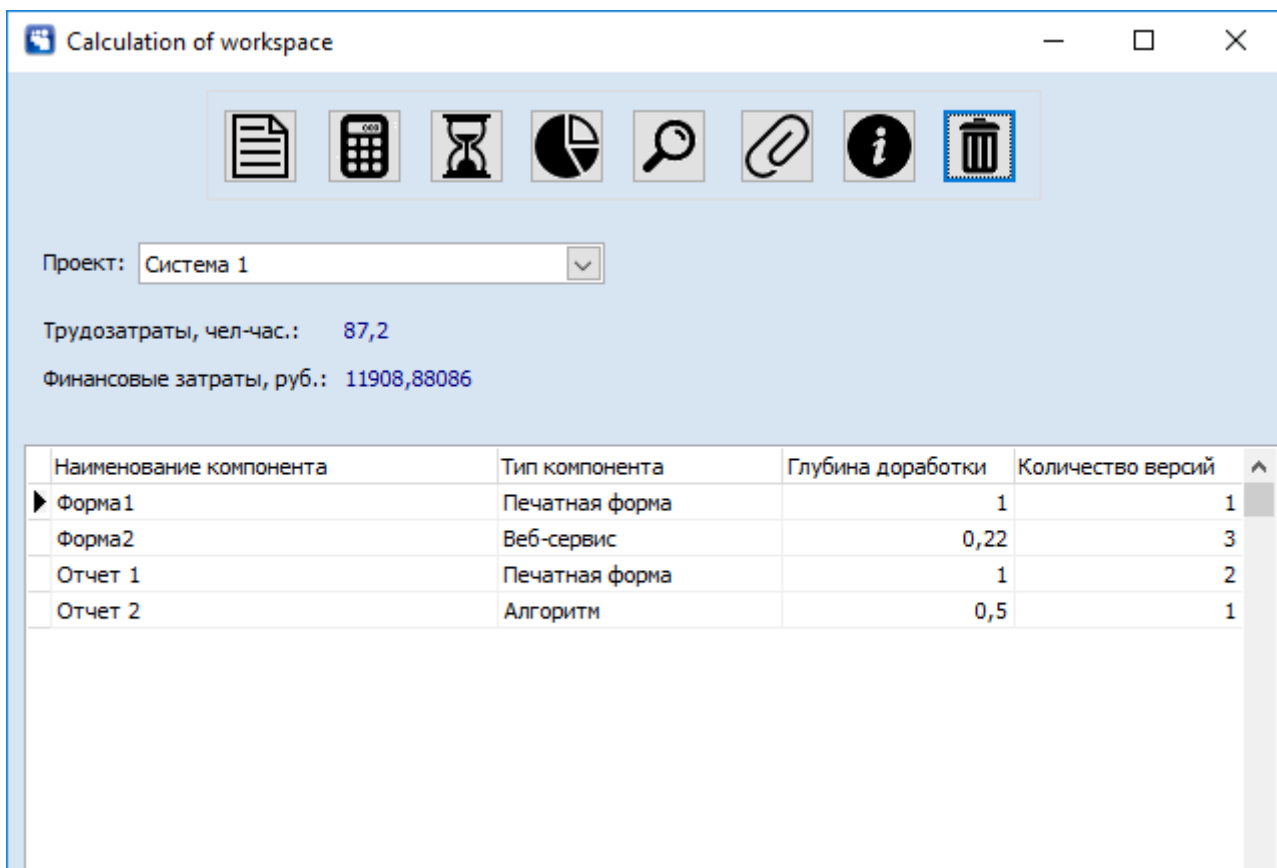 Calculation of workspace
Проект: Система 1
Трудозатраты, чел-час.: 87,2
Финансовые затраты, руб.: 11908,88086
Наименование компонента Тип компонента Глубина доработки Количество версий
Форма1 Печатная форма 1 1
Форма2 Веб-сервис 0,22 3
Отчет 1 Печатная форма 1 2
Отчет 2 Алгоритм 0,5 1